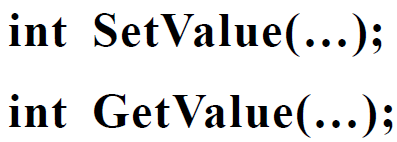 int SetValue(…);
int GetValue(…);